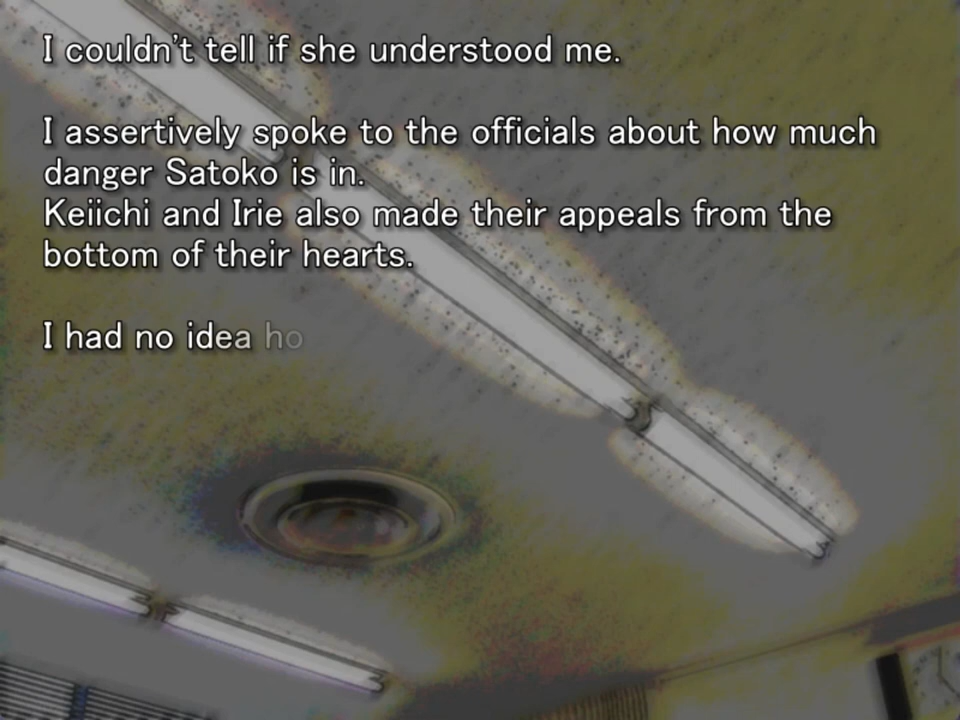 I couldn't tell if she understood me.
I assertively spoke to the officials about how much
danger Satoko is in.
Keiichi and Irie also made their appeals from the
bottom of their hearts.
I had no idea ho